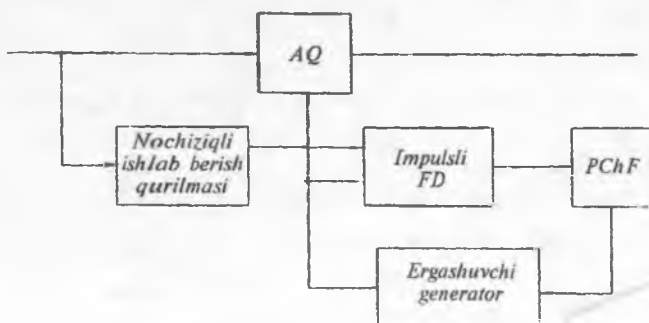 AQ
Nochiziqli
ishlab berish
qurilmasi
Impulsli
FD
PChF
Ergashuvchi
generator